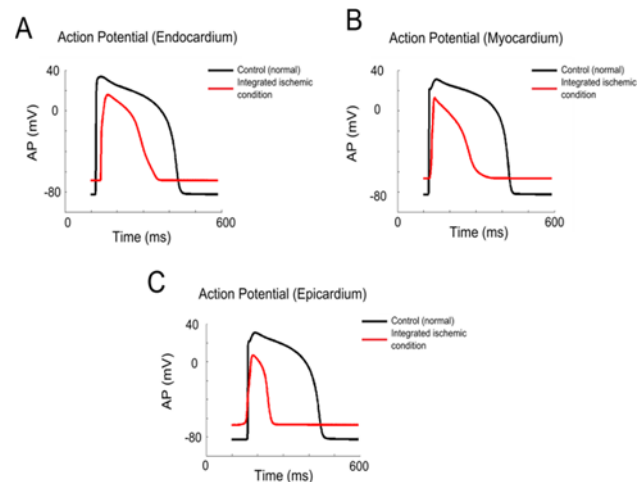 A
Action Potential (Endocardium)
Control (normal)
Integrated ischemic
condition
40
0
-80
AP (mV)
0
600
Time (ms)
B
Action Potential (Myocardium)
Control (normal)
Integrated ischemic
condition
40
0
-80
AP (mV)
0
600
Time (ms)
C
Action Potential (Epicardium)
Control (normal)
Integrated ischemic
condition
40
0
-80
AP (mV)
0
600
Time (ms)